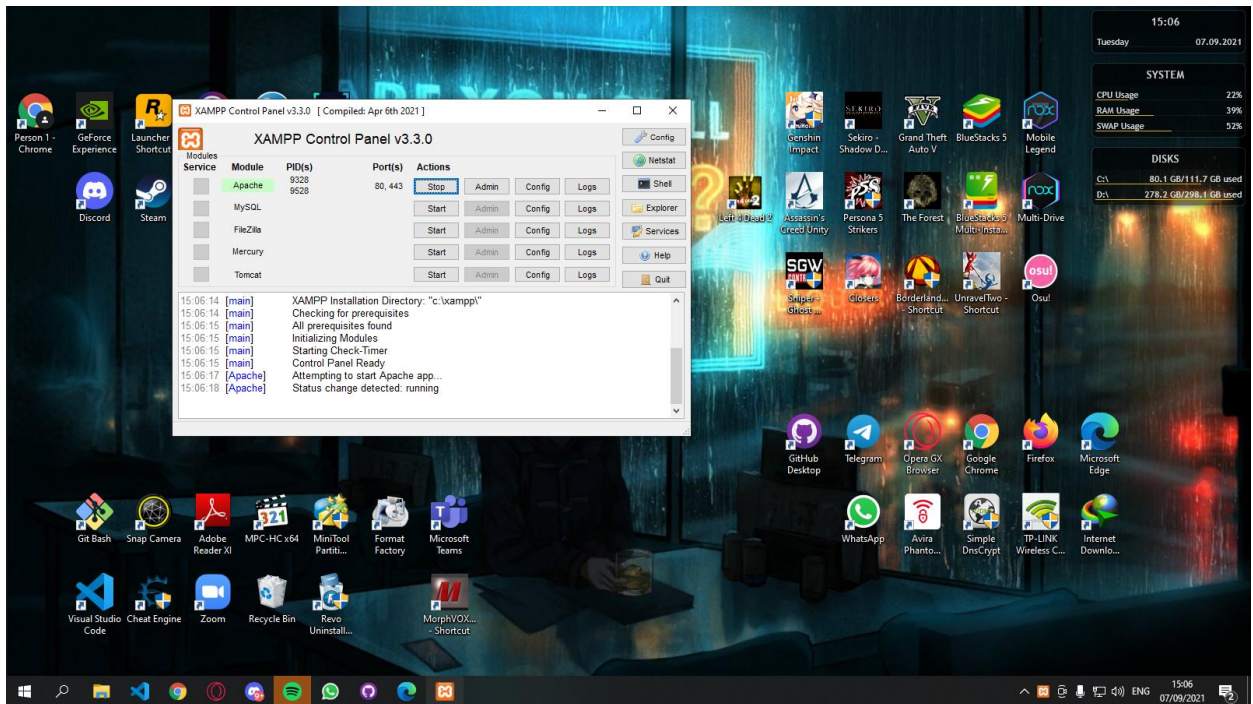 15:06
Tuesday 07.09.2021
SYSTEM
CPU Usage 22%
RAM Usage 39%
SWAP Usage 52%
DISKS
C:\ 80.1 GB/111.7 GB used
D:\ 278.2 GB/298.1 GB used
Person 1 -
Chrome
GeForce
Experience
Launcher
Shortcut
Discord
Steam
XAMPP Control Panel v3.3.0 [ Compiled: Apr 6th 2021 ]
XAMPP Control Panel v3.3.0
Config
Modules
Service Module PID(s) Port(s) Actions
Netstat
Apache 9328
9528 80, 443 Stop Admin Config Logs
Shell
MySQL Start Admin Config Logs
Explorer
FileZilla Start Admin Config Logs
Services
Mercury Start Admin Config Logs
Help
Tomcat Start Admin Config Logs
Quit
15:06:14 [main] XAMPP Installation Directory: "c:\xampp\"
15:06:14 [main] Checking for prerequisites
15:06:15 [main] All prerequisites found
15:06:15 [main] Initializing Modules
15:06:15 [main] Starting Check-Timer
15:06:15 [main] Control Panel Ready
15:06:17 [Apache] Attempting to start Apache app...
15:06:18 [Apache] Status change detected: running
Genshin
Impact
SEKIRO
Sekiro -
Shadow D...
Grand Theft
Auto V
BlueStacks 5
Mobile
Legend
Left 4 Dead 2
Assassin's
Creed Unity
Persona 5
Strikers
The Forest
BlueStacks 5
Multi-Insta...
Multi-Drive
SGW
Sniper -
Ghost ...
Closers
Borderland...
- Shortcut
UnravelTwo -
Shortcut
osu!
Osu!
GitHub
Desktop
Telegram
Opera GX
Browser
Google
Chrome
Firefox
Microsoft
Edge
Git Bash
Snap Camera
Adobe
Reader XI
321
MPC-HC x64
MiniTool
Partiti...
Format
Factory
Microsoft
Teams
WhatsApp
Avira
Phanto...
Simple
DnsCrypt
TP-LINK
Wireless C...
Internet
Downlo...
Visual Studio
Code
Cheat Engine
Zoom
Recycle Bin
Revo
Uninstall...
MorphVOX...
- Shortcut
ENG
15:06
07/09/2021
2